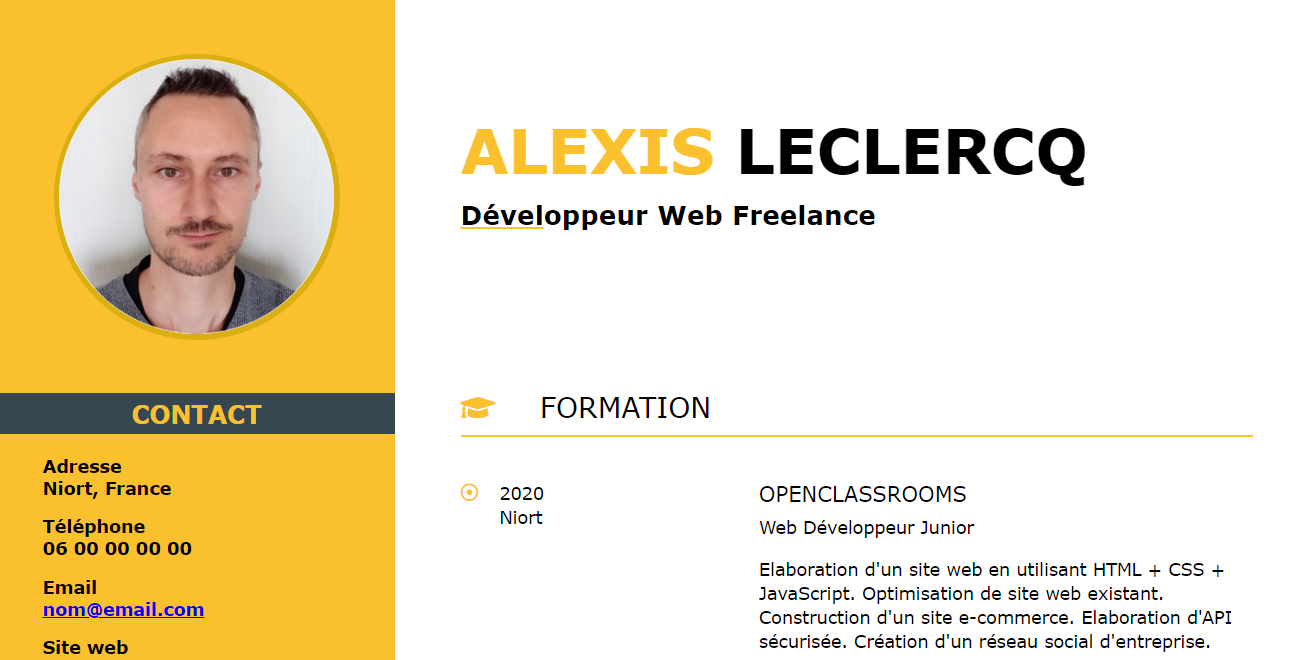 ALEXIS LECLERCQ
Développeur Web Freelance
CONTACT
Adresse
Niort, France
Téléphone
06 00 00 00 00
Email
nom@email.com
Site web
FORMATION
2020
Niort
OPENCLASSROOMS
Web Développeur Junior
Elaboration d'un site web en utilisant HTML + CSS +
JavaScript. Optimisation de site web existant.
Construction d'un site e-commerce. Elaboration d'API
sécurisée. Création d'un réseau social d'entreprise.